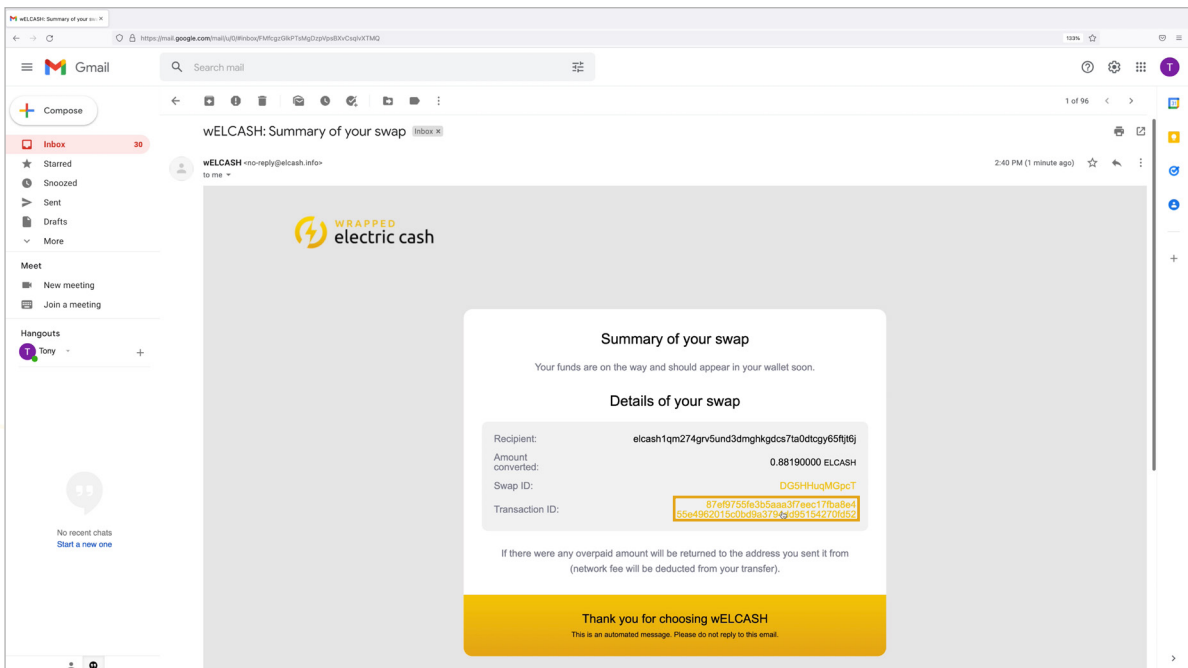 wELCASH: Summary of your sw
https://mail.google.com/mail/u/0/#inbox/FMfcgzGlkPTsMgDzpVpsBXvCsqlvXTMQ
133%
Gmail
Search mail
T
Compose
1 of 96
Inbox 30
Starred
Snoozed
Sent
Drafts
More
Meet
New meeting
Join a meeting
Hangouts
T Tony
No recent chats
Start a new one
wELCASH: Summary of your swap Inbox ×
wELCASH <no-reply@elcash.info> 2:40 PM (1 minute ago)
to me
WRAPPED
electric cash
Summary of your swap
Your funds are on the way and should appear in your wallet soon.
Details of your swap
Recipient: elcash1qm274grv5und3dmghkgdcs7ta0dtcgy65ftjt6j
Amount
converted: 0.88190000 ELCASH
Swap ID: DG5HHuqMGpcT
Transaction ID: 87ef9755fe3b5aaa3f7eec17fba8e4
If there were any overpaid amount will be returned to the address you sent it from
(network fee will be deducted from your transfer).
Thank you for choosing wELCASH
This is an automated message. Please do not reply to this email.